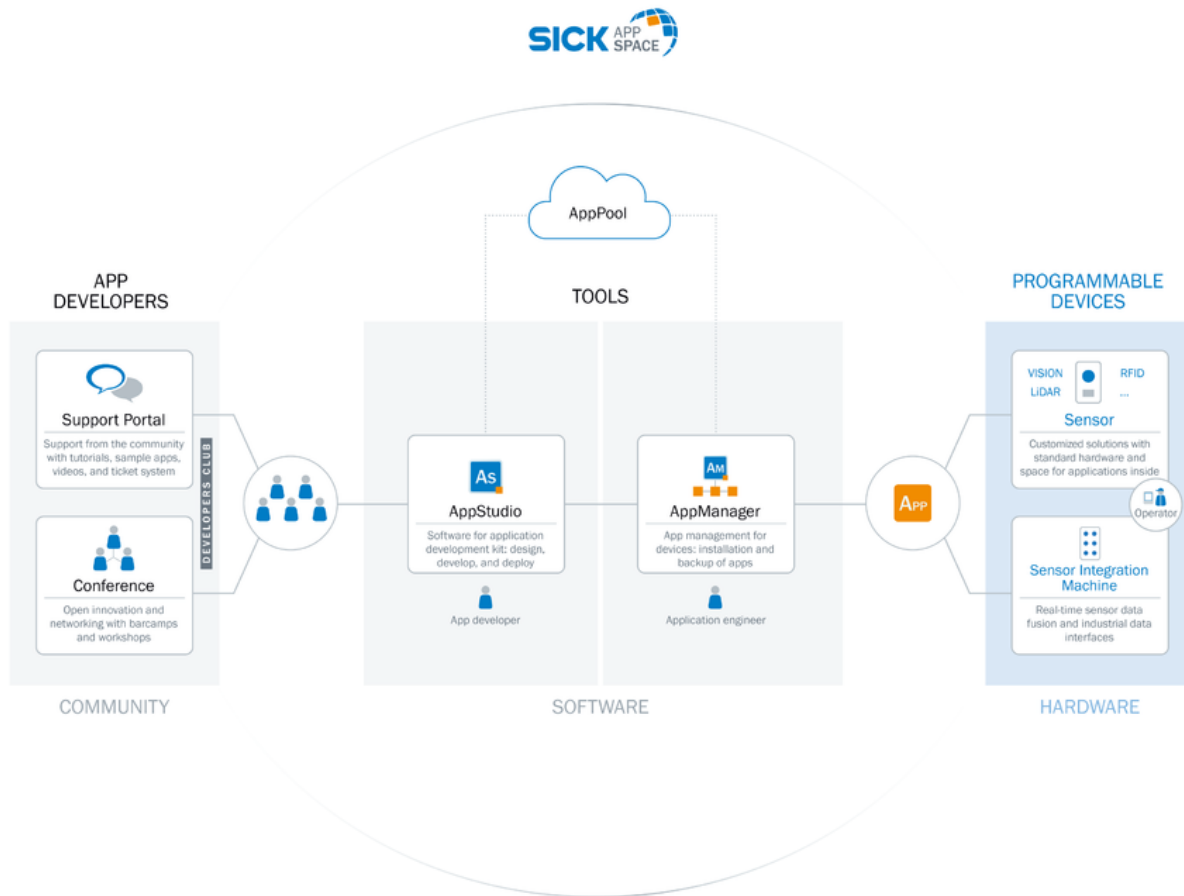 SICK APP
SPACE
AppPool
APP
DEVELOPERS
TOOLS
PROGRAMMABLE
DEVICES
Support Portal
Support from the community
with tutorials, sample apps,
videos, and ticket system
Conference
Open innovation and
networking with barcamps
and workshops
DEVELOPERS CLUB
As
AppStudio
Software for application
development kit: design,
develop, and deploy
App developer
AM
AppManager
App management for
devices: installation and
backup of apps
Application engineer
APP
VISION
RFID
LiDAR
...
Sensor
Customized solutions with
standard hardware and
space for applications inside
Operator
Sensor Integration
Machine
Real-time sensor data
fusion and industrial data
interfaces
COMMUNITY
SOFTWARE
HARDWARE